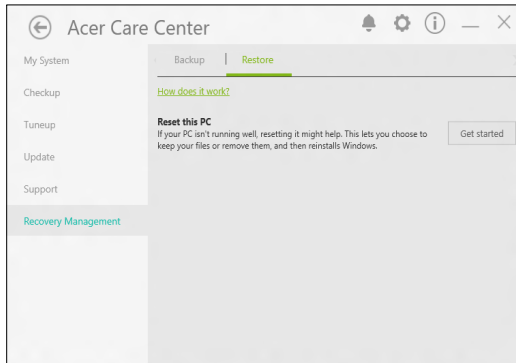 Acer Care Center
My System
Backup | Restore
Checkup
How does it work?
Tuneup
Reset this PC
If your PC isn't running well, resetting it might help. This lets you choose to
keep your files or remove them, and then reinstalls Windows.
Get started
Update
Support
Recovery Management